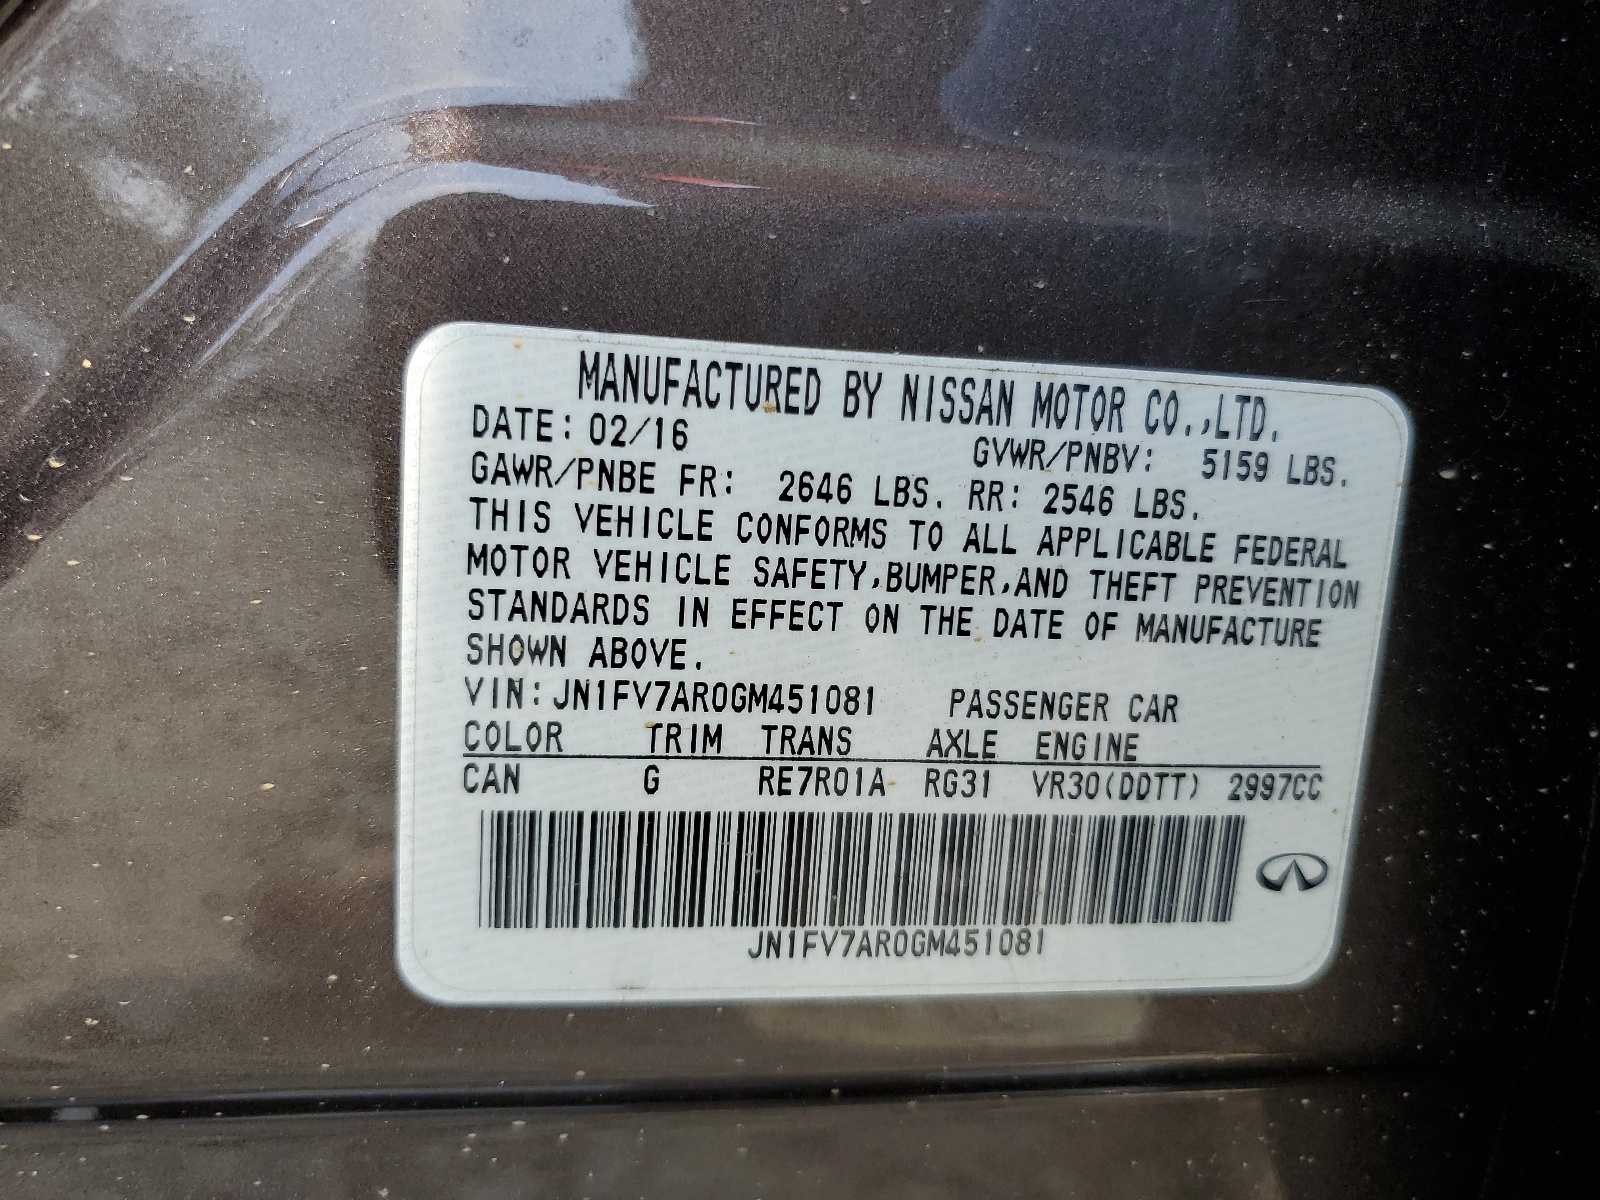 MANUFACTURED BY NISSAN MOTOR CO.,LTD.
DATE: 02/16
GVWR/PNBV: 5159 LBS.
GAWR/PNBE FR: 2646 LBS. RR: 2546 LBS.
THIS VEHICLE CONFORMS TO ALL APPLICABLE FEDERAL
MOTOR VEHICLE SAFETY,BUMPER,AND THEFT PREVENTION
STANDARDS IN EFFECT ON THE DATE OF MANUFACTURE
SHOWN ABOVE.
VIN:JN1FV7AR0GM451081 PASSENGER CAR
COLOR TRIM TRANS AXLE ENGINE
CAN G RE7R01A RG31 VR30(DDTT) 2997CC
JN1FV7AR0GM451081